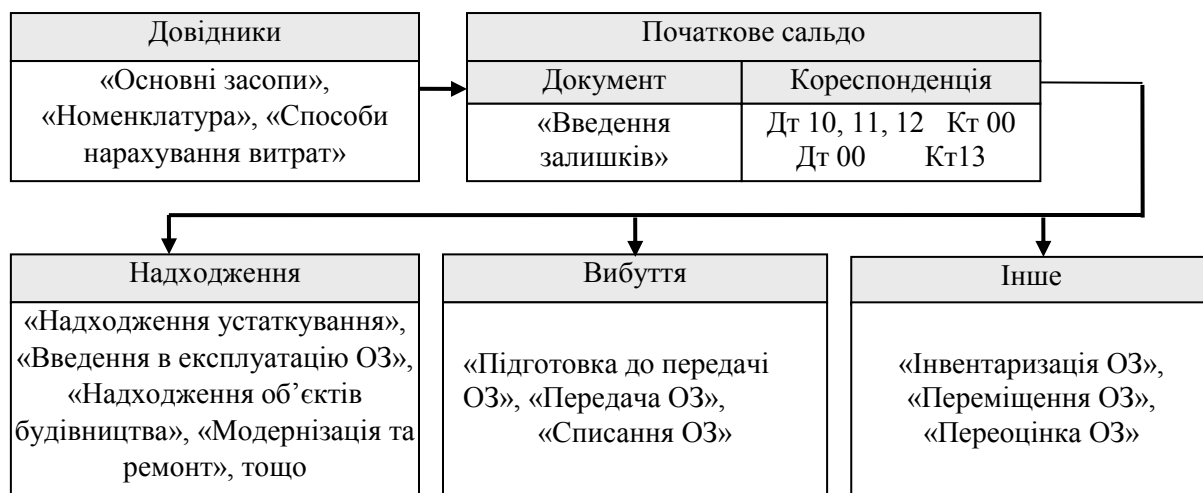 Довідники
«Основні засопи»,
«Номенклатура», «Способи
нарахування витрат»
Початкове сальдо
Документ
Кореспонденція
«Введення
залишків»
Дт 10, 11, 12 Кт 00
Дт 00 Кт13
Надходження
«Надходження устаткування»,
«Введення в експлуатацію ОЗ»,
«Надходження об’єктів
будівництва», «Модернізація та
ремонт», тощо
Вибуття
«Підготовка до передачі
ОЗ», «Передача ОЗ»,
«Списання ОЗ»
Інше
«Інвентаризація ОЗ»,
«Переміщення ОЗ»,
«Переоцінка ОЗ»